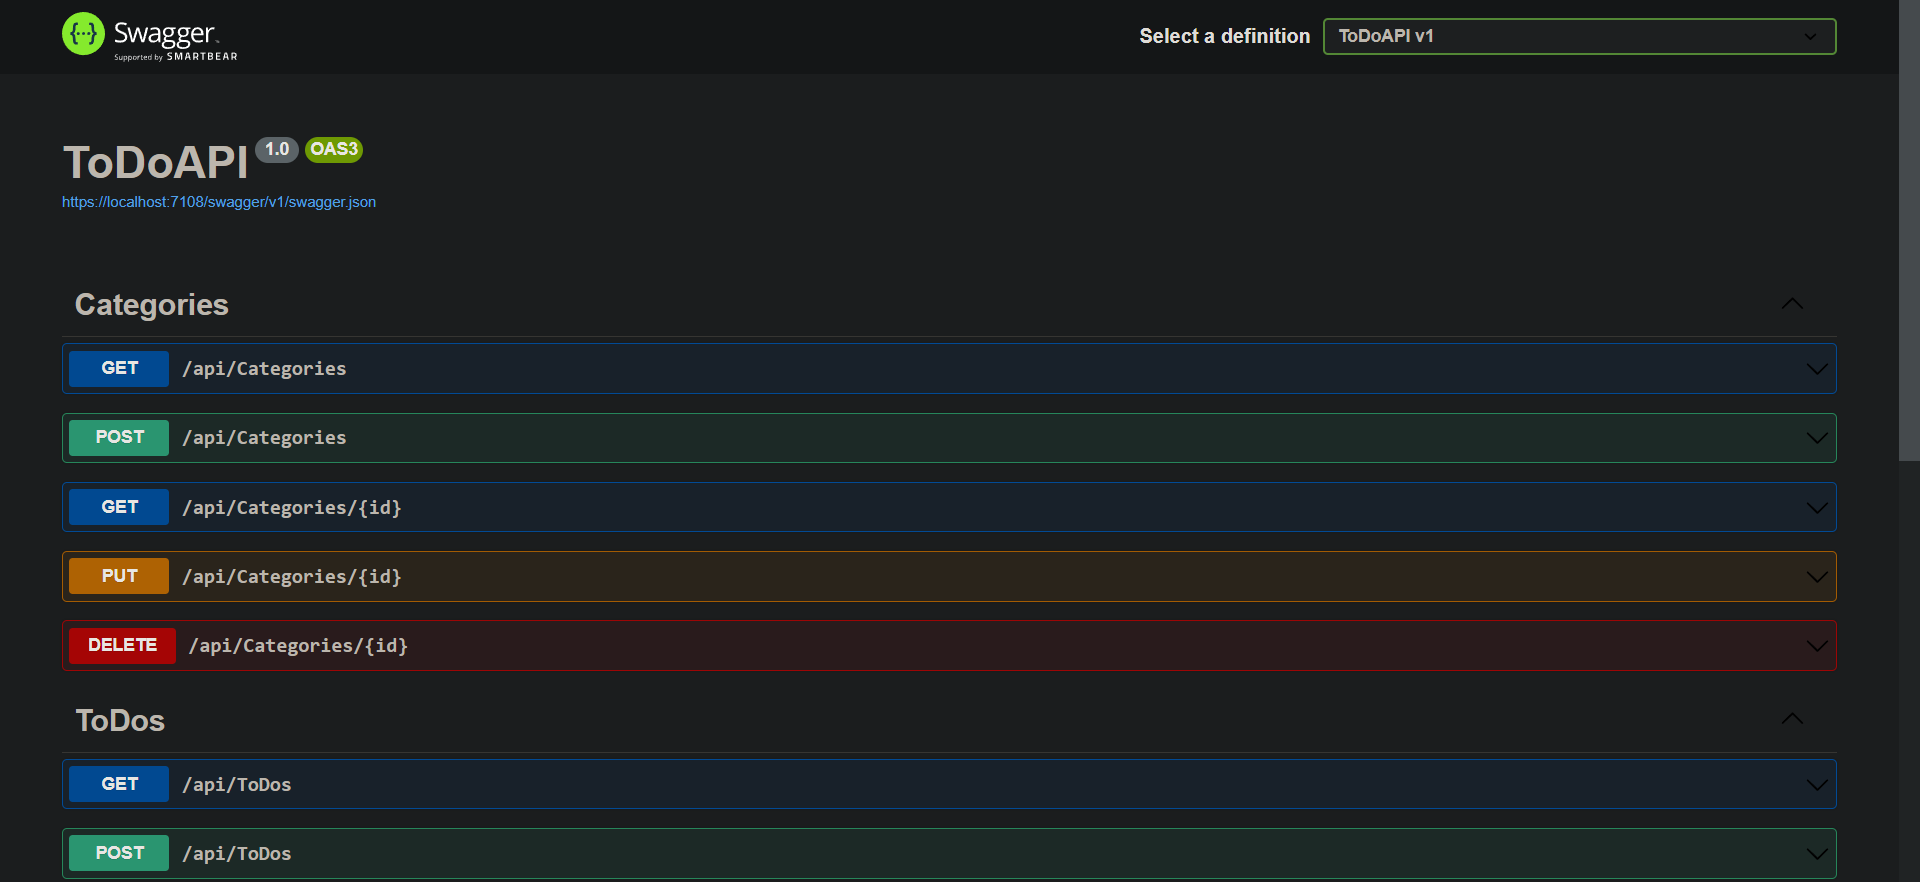 {···} Swagger™
Supported by SMARTBEAR
Select a definition
ToDoAPI v1
ToDoAPI 1.0 OAS3
https://localhost:7108/swagger/v1/swagger.json
Categories
GET /api/Categories
POST /api/Categories
GET /api/Categories/{id}
PUT /api/Categories/{id}
DELETE /api/Categories/{id}
ToDos
GET /api/ToDos
POST /api/ToDos